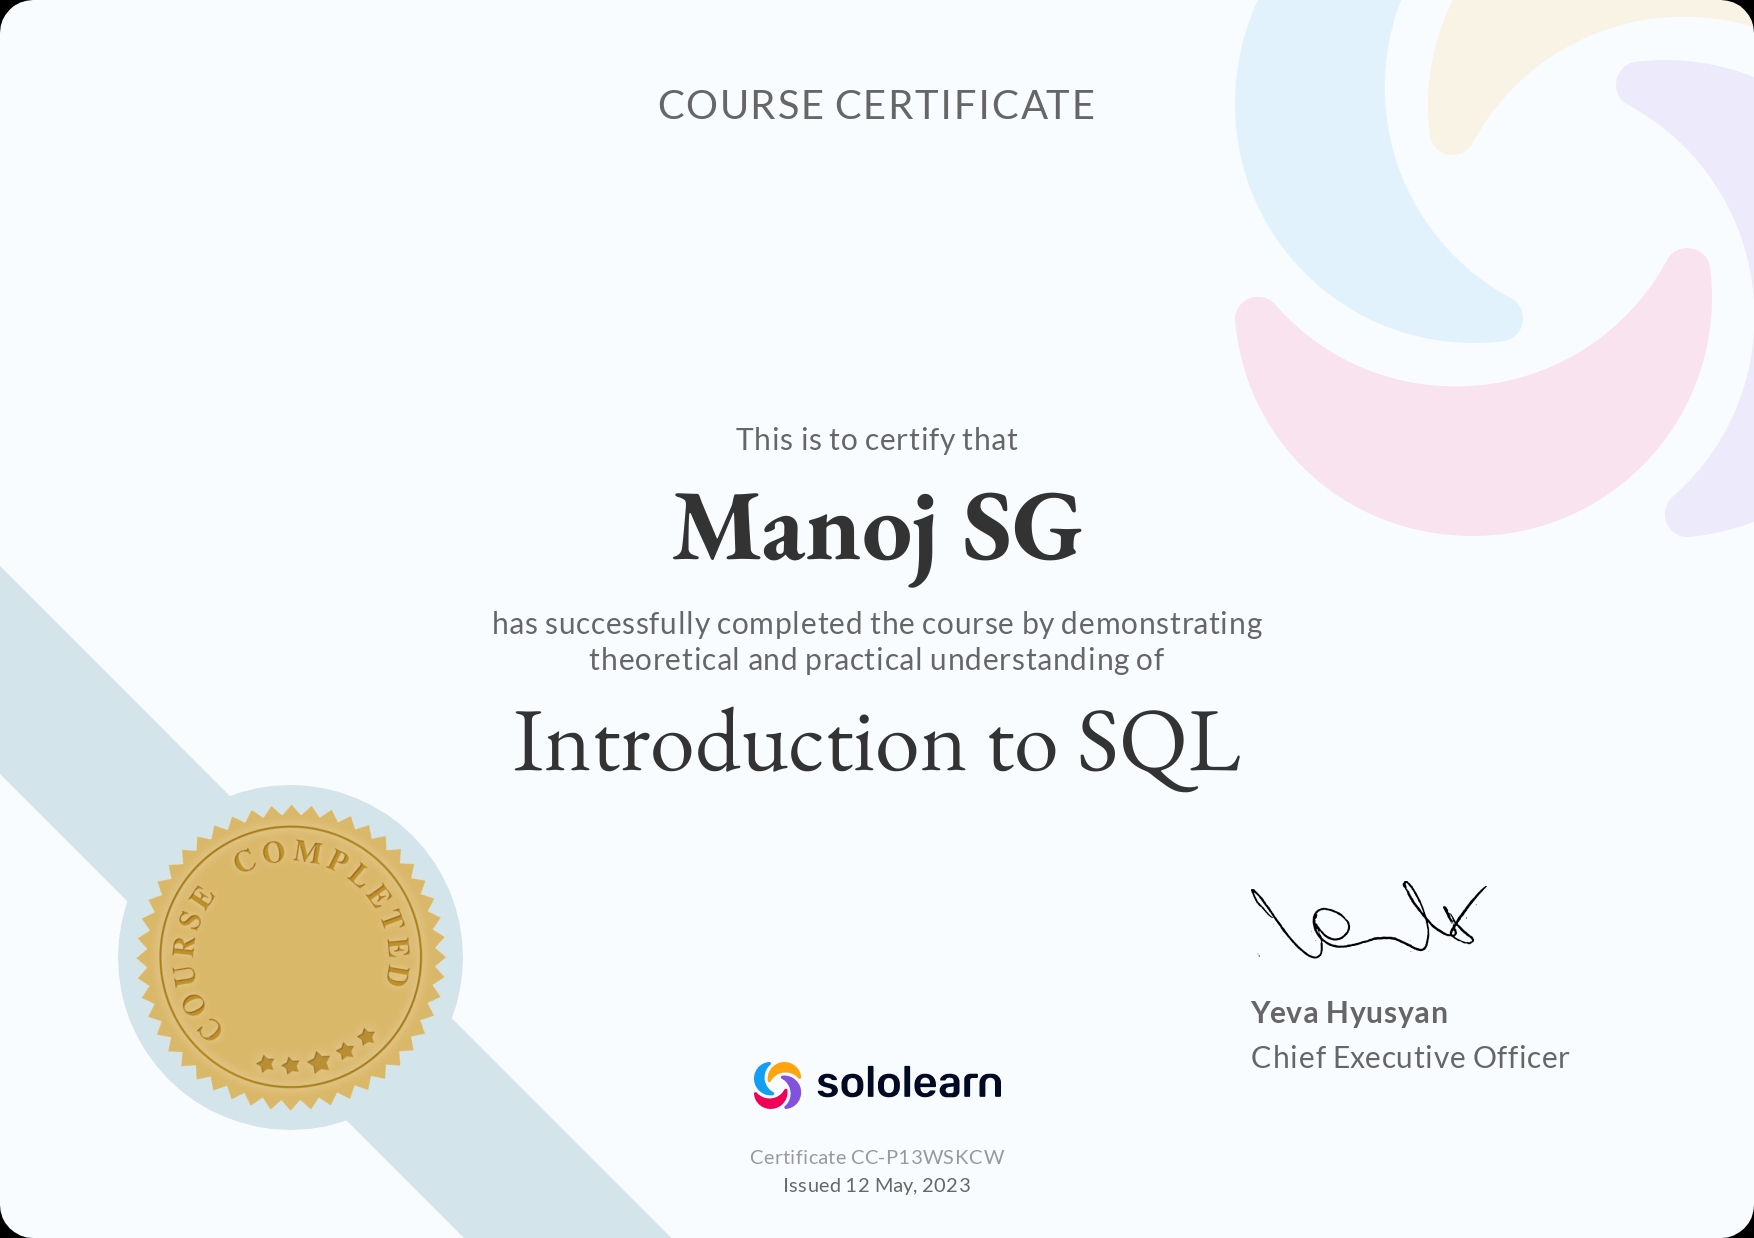 COURSE CERTIFICATE
This is to certify that
Manoj SG
has successfully completed the course by demonstrating
theoretical and practical understanding of
Introduction to SQL
COURSE COMPLETED
Yeva Hyusyan
Chief Executive Officer
sololearn
Certificate CC-P13WSKCW
Issued 12 May, 2023